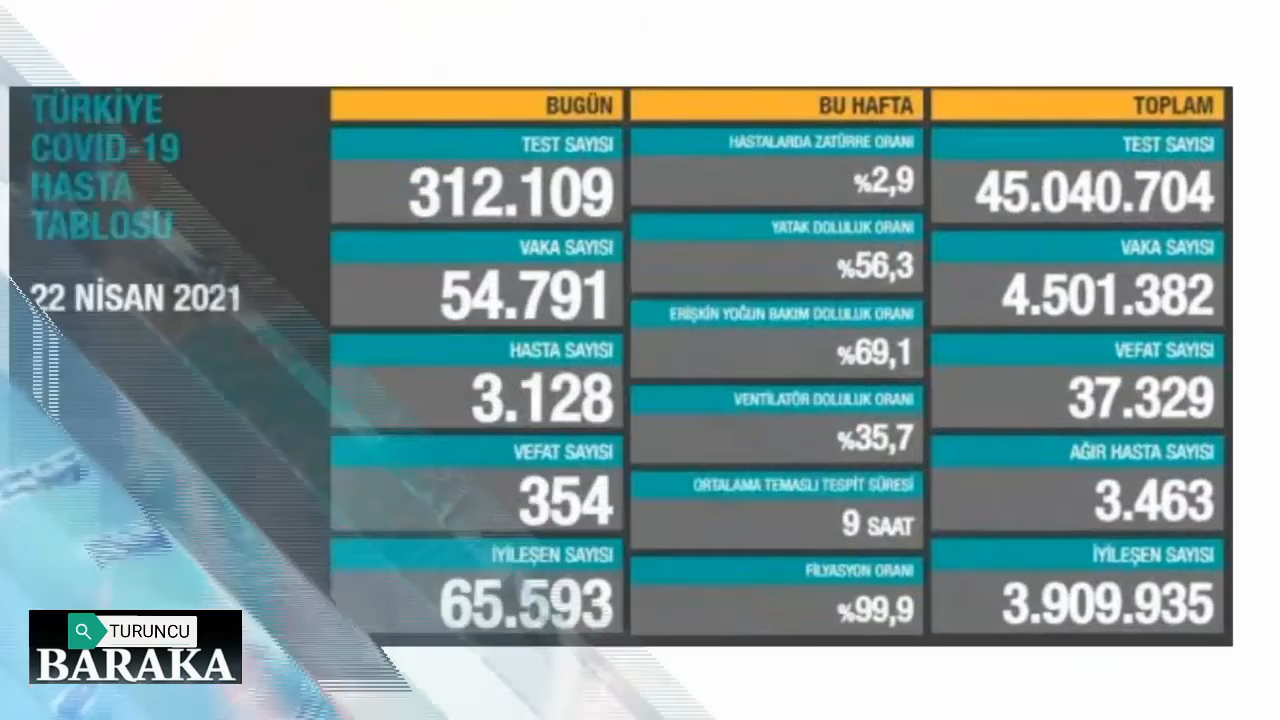 TÜRKİYE
COVID-19
HASTA
TABLOSU
22 NİSAN 2021
BUGÜN
TEST SAYISI
312.109
VAKA SAYISI
54.791
HASTA SAYISI
3.128
VEFAT SAYISI
354
İYİLEŞEN SAYISI
65.593
BU HAFTA
HASTALARDA ZATÜRRE ORANI
%2,9
YATAK DOLULUK ORANI
%56,3
ERİŞKİN YOĞUN BAKIM DOLULUK ORANI
%69,1
VENTİLATÖR DOLULUK ORANI
%35,7
ORTALAMA TEMASLI TESPİT SÜRESİ
9 SAAT
FİLYASYON ORANI
%99,9
TOPLAM
TEST SAYISI
45.040.704
VAKA SAYISI
4.501.382
VEFAT SAYISI
37.329
AĞIR HASTA SAYISI
3.463
İYİLEŞEN SAYISI
3.909.935
TURUNCU
BARAKA